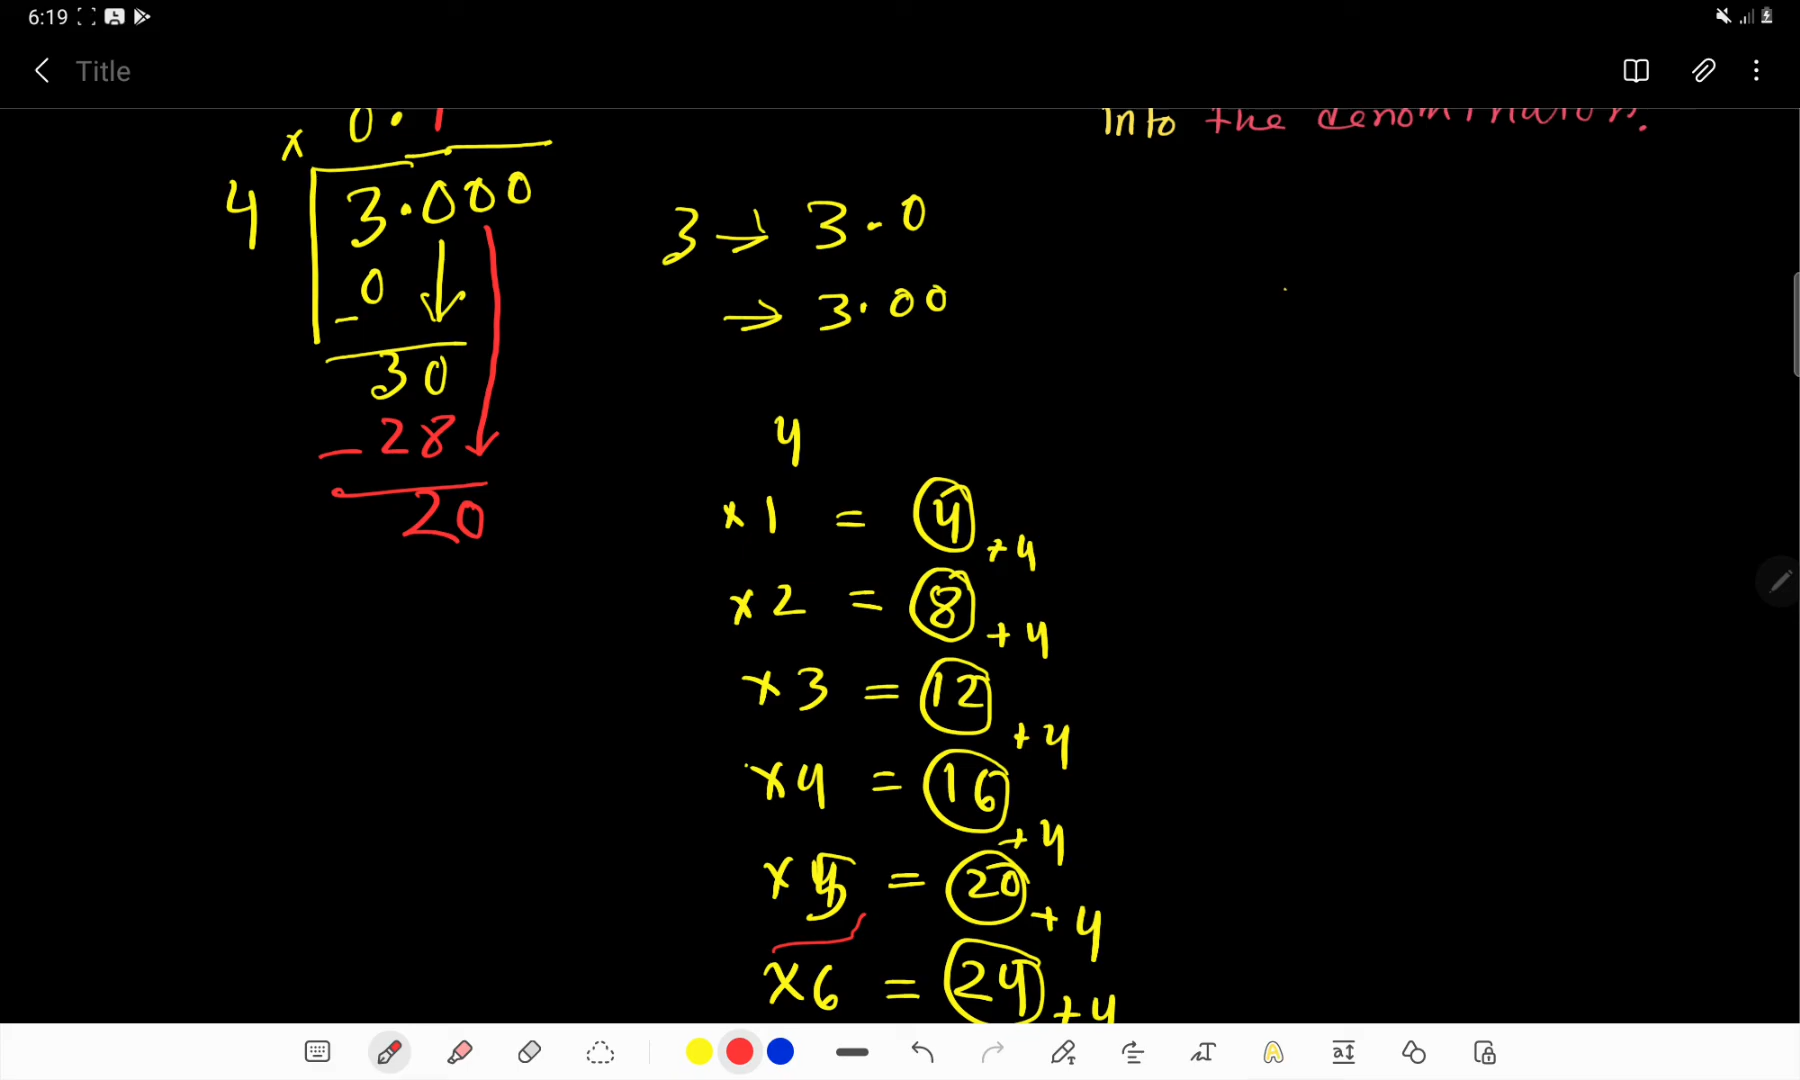 6:19
Title
into the denominator.
× 0.
4 3.000
- 0
30
- 28
20
3 → 3.0
→ 3.00
4
×1 = 4 +4
×2 = 8 +4
×3 = 12 +4
×4 = 16 +4
×5 = 20 +4
×6 = 24 +4